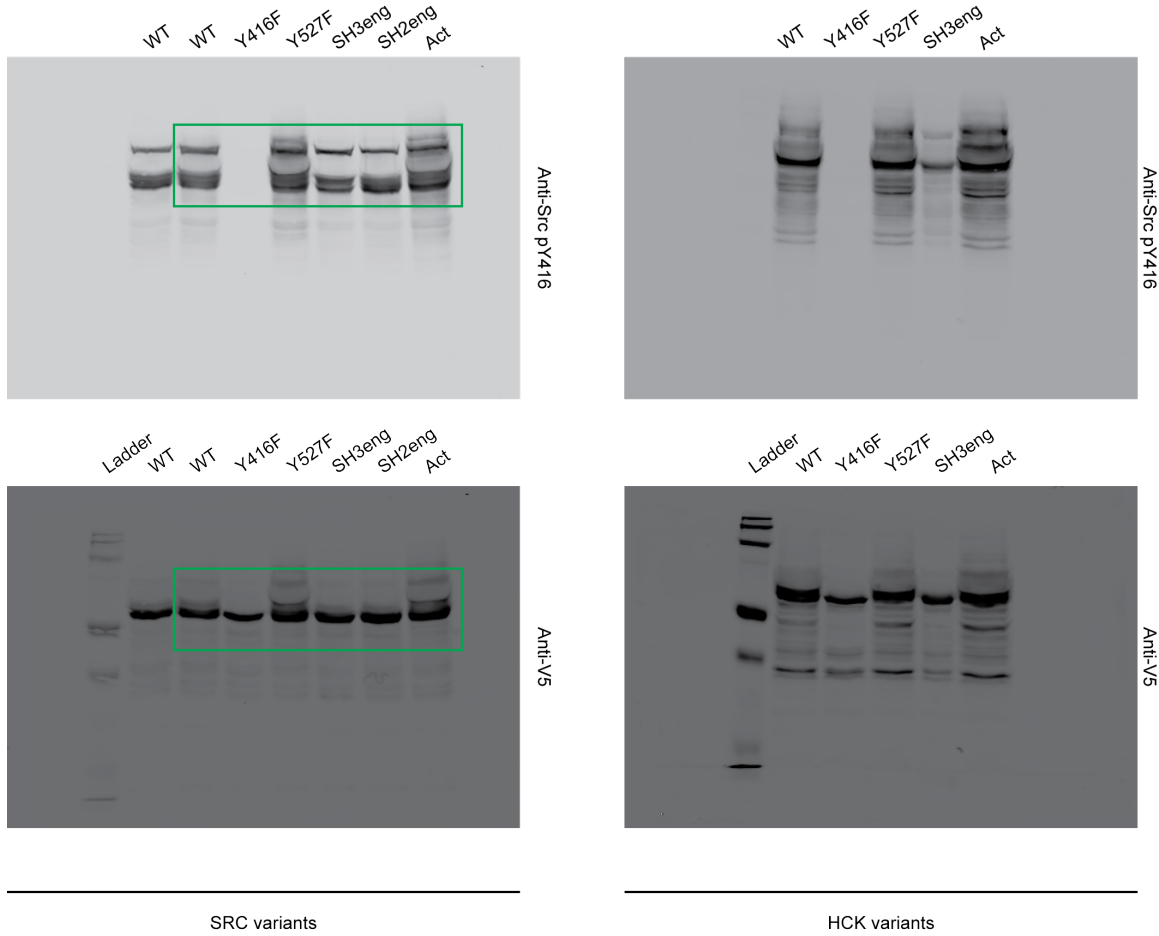 WT WT Y416F Y527F SH3eng SH2eng Act
WT Y416F Y527F SH3eng Act
Anti-Src pY416
Anti-Src pY416
Ladder WT WT Y416F Y527F SH3eng SH2eng Act
Ladder WT Y416F Y527F SH3eng Act
Anti-V5
Anti-V5
SRC variants
HCK variants